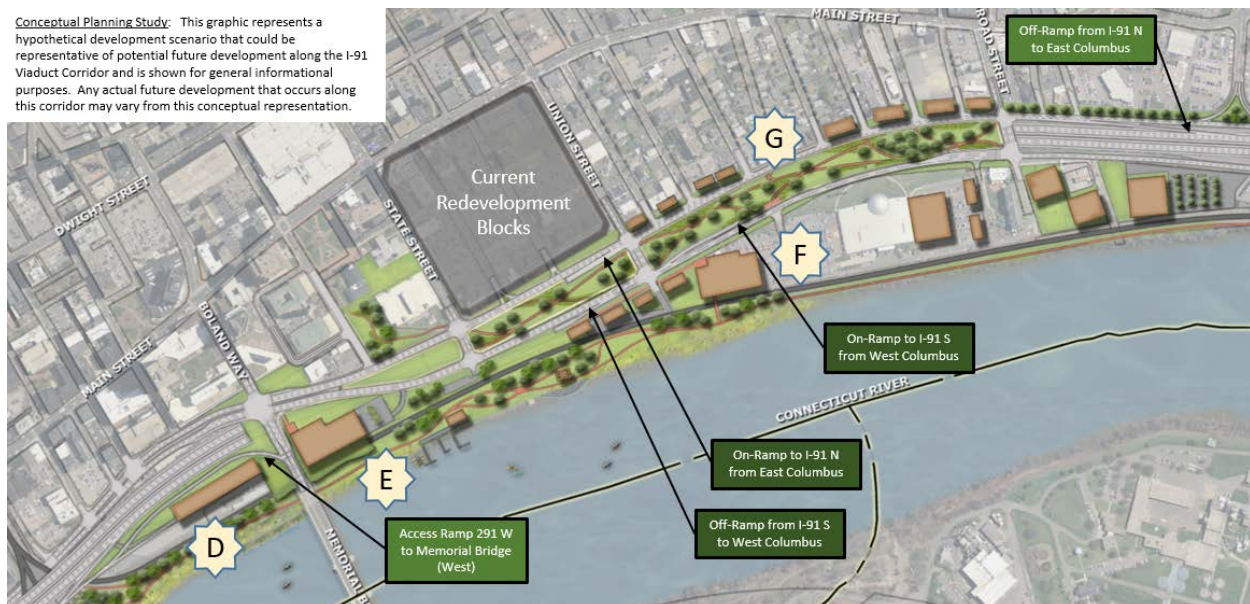 Conceptual Planning Study:   This graphic represents a
hypothetical development scenario that could be
representative of potential future development along the I-91
Viaduct Corridor and is shown for general informational
purposes.  Any actual future development that occurs along
this corridor may vary from this conceptual representation.
MAIN STREET
BROAD STREET
Off-Ramp from I-91 N
to East Columbus
UNION STREET
G
Current
Redevelopment
Blocks
DWIGHT STREET
STATE STREET
F
BOLAND WAY
MAIN STREET
On-Ramp to I-91 S
from West Columbus
CONNECTICUT RIVER
On-Ramp to I-91 N
from East Columbus
E
Off-Ramp from I-91 S
to West Columbus
D
Access Ramp 291 W
to Memorial Bridge
(West)
MEMORIAL B